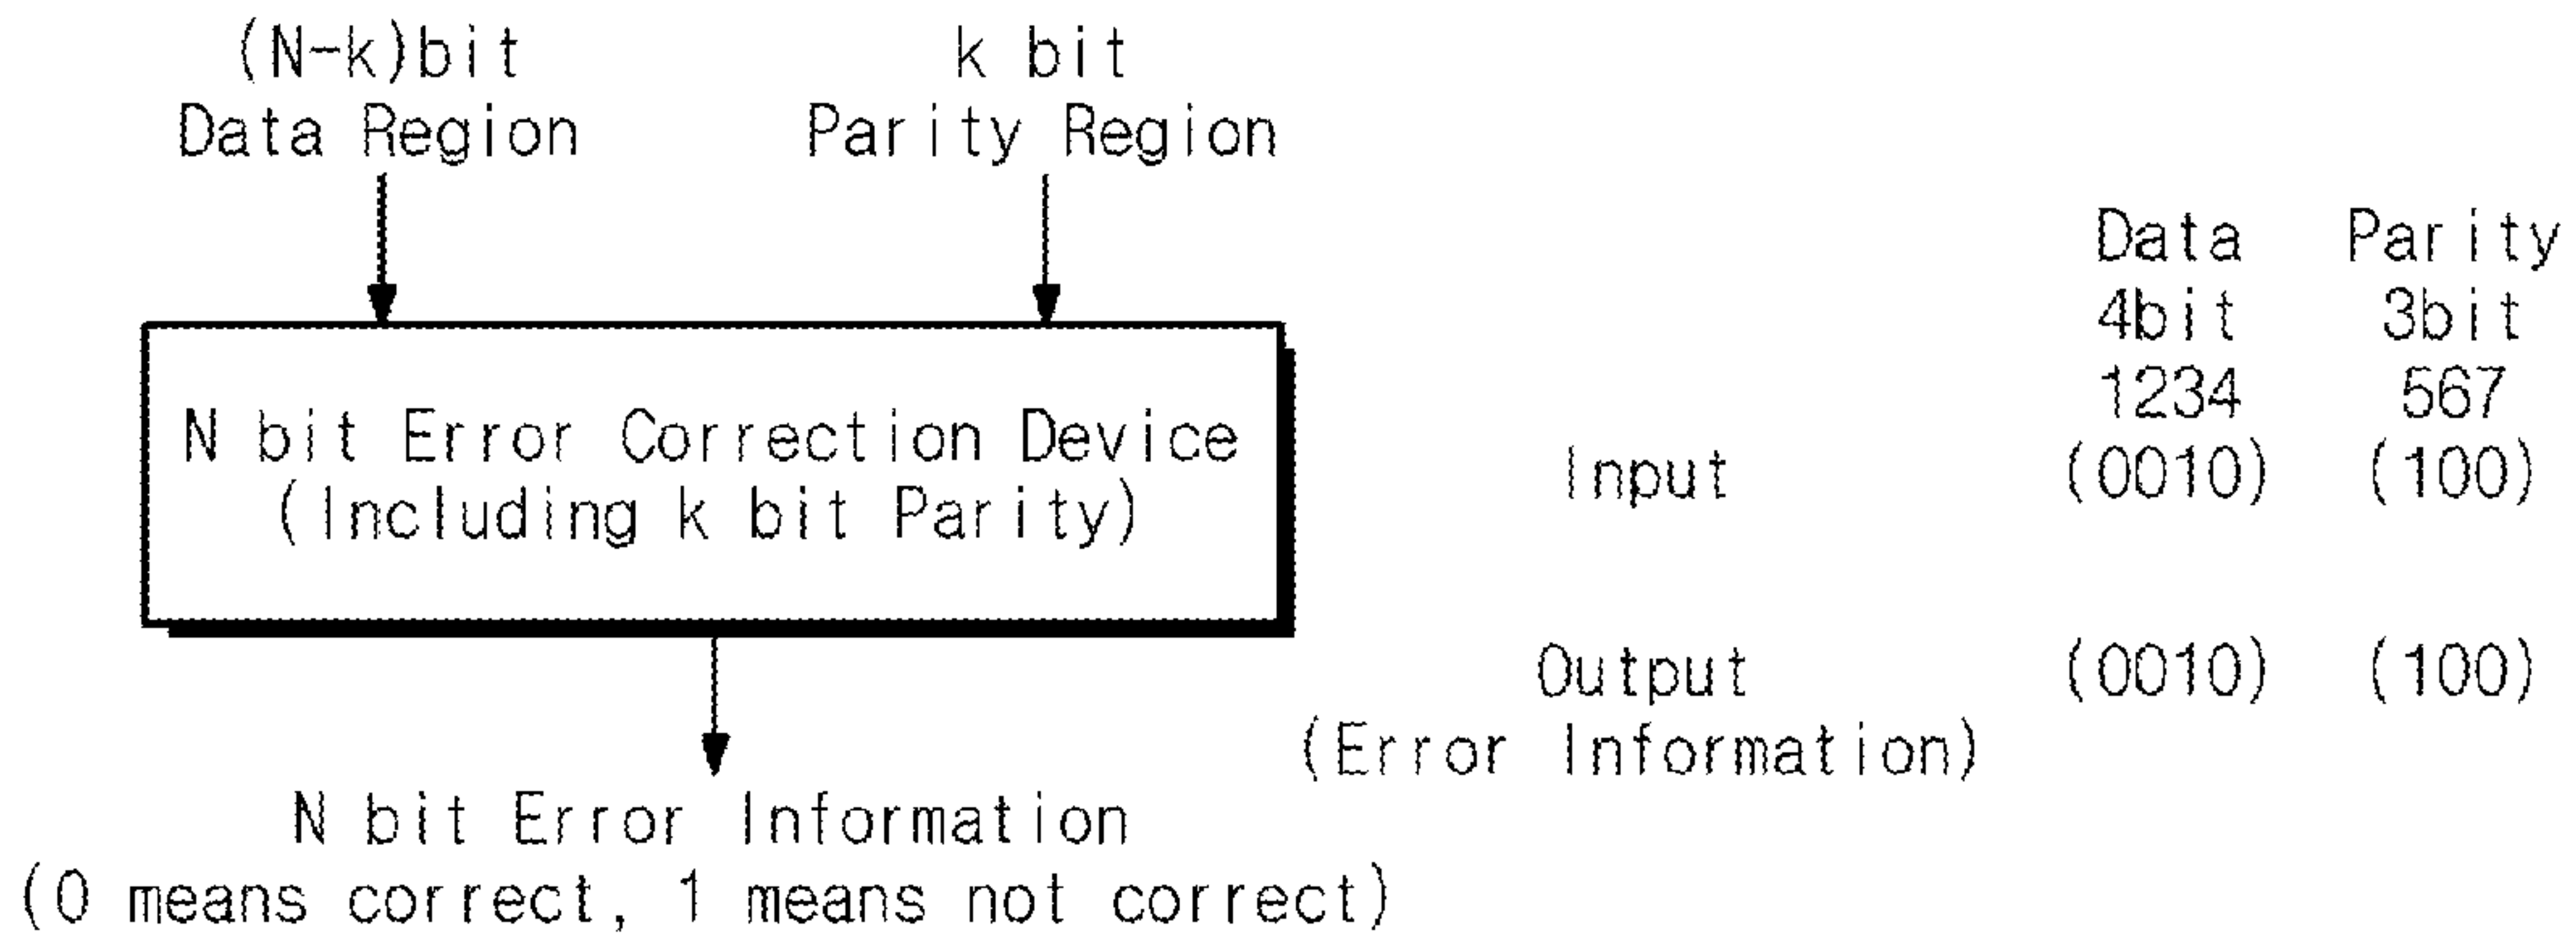 (N-k)bit
Data Region
k bit
Parity Region
N bit Error Correction Device
(Including k bit Parity)
N bit Error Information
(0 means correct, 1 means not correct)
Data Parity
4bit 3bit
1234 567
Input (0010) (100)
Output (0010) (100)
(Error Information)